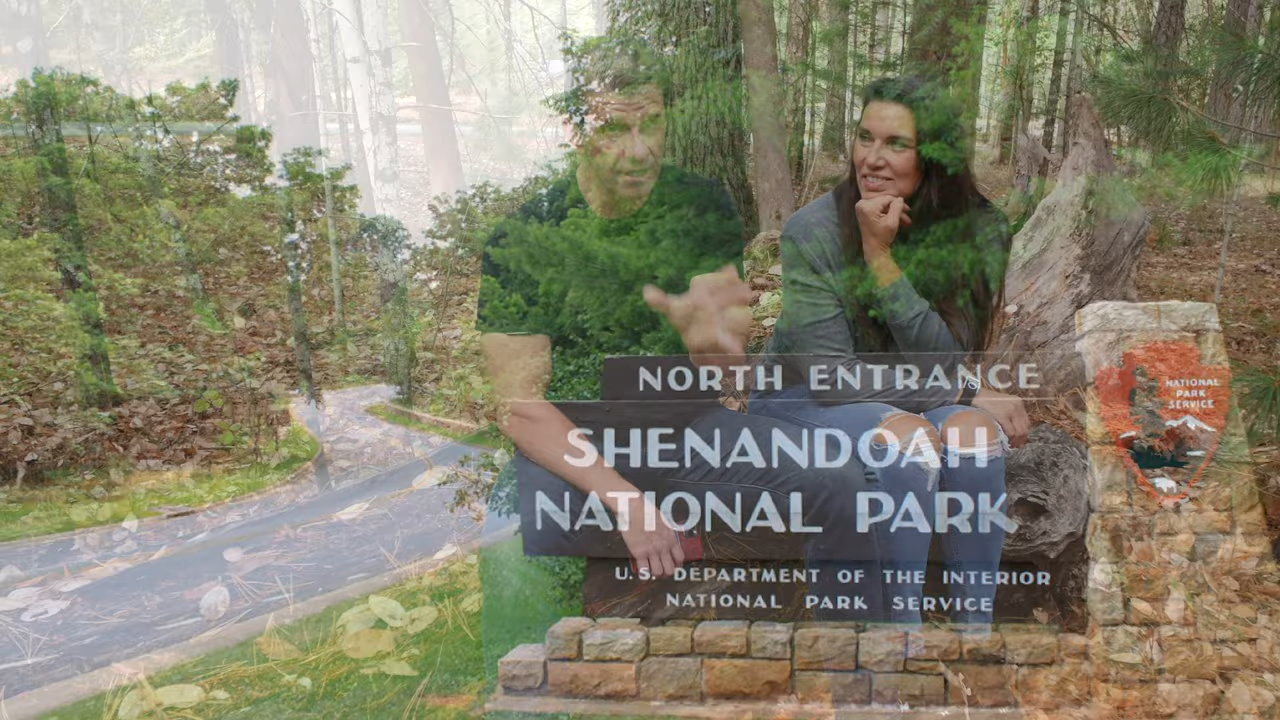 NORTH ENTRANCE
SHENANDOAH
NATIONAL PARK
U.S. DEPARTMENT OF THE INTERIOR
NATIONAL PARK SERVICE
NATIONAL
PARK
SERVICE